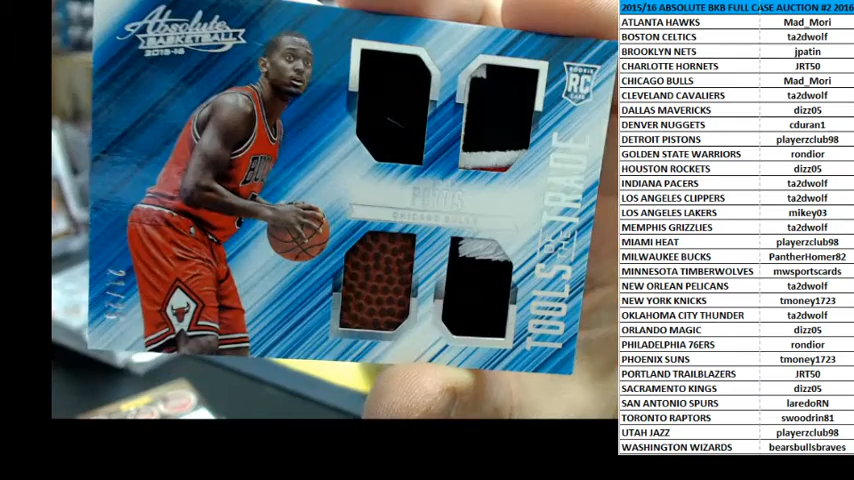 Absolute
BASKETBALL
2015-16
ROOKIE
RC
CARD
BULLS
CHICAGO BULLS
TOOLS OF THE TRADE
2015/16 ABSOLUTE BKB FULL CASE AUCTION #2 2016
ATLANTA HAWKS Mad_Mori
BOSTON CELTICS ta2dwolf
BROOKLYN NETS jpatin
CHARLOTTE HORNETS JRT50
CHICAGO BULLS Mad_Mori
CLEVELAND CAVALIERS ta2dwolf
DALLAS MAVERICKS dizz05
DENVER NUGGETS cduran1
DETROIT PISTONS playerzclub98
GOLDEN STATE WARRIORS rondior
HOUSTON ROCKETS dizz05
INDIANA PACERS ta2dwolf
LOS ANGELES CLIPPERS ta2dwolf
LOS ANGELES LAKERS mikey03
MEMPHIS GRIZZLIES ta2dwolf
MIAMI HEAT playerzclub98
MILWAUKEE BUCKS PantherHomer82
MINNESOTA TIMBERWOLVES mwsportscards
NEW ORLEAN PELICANS ta2dwolf
NEW YORK KNICKS tmoney1723
OKLAHOMA CITY THUNDER ta2dwolf
ORLANDO MAGIC dizz05
PHILADELPHIA 76ERS rondior
PHOENIX SUNS tmoney1723
PORTLAND TRAILBLAZERS JRT50
SACRAMENTO KINGS dizz05
SAN ANTONIO SPURS laredoRN
TORONTO RAPTORS swoodrin81
UTAH JAZZ playerzclub98
WASHINGTON WIZARDS bearsbullsbraves